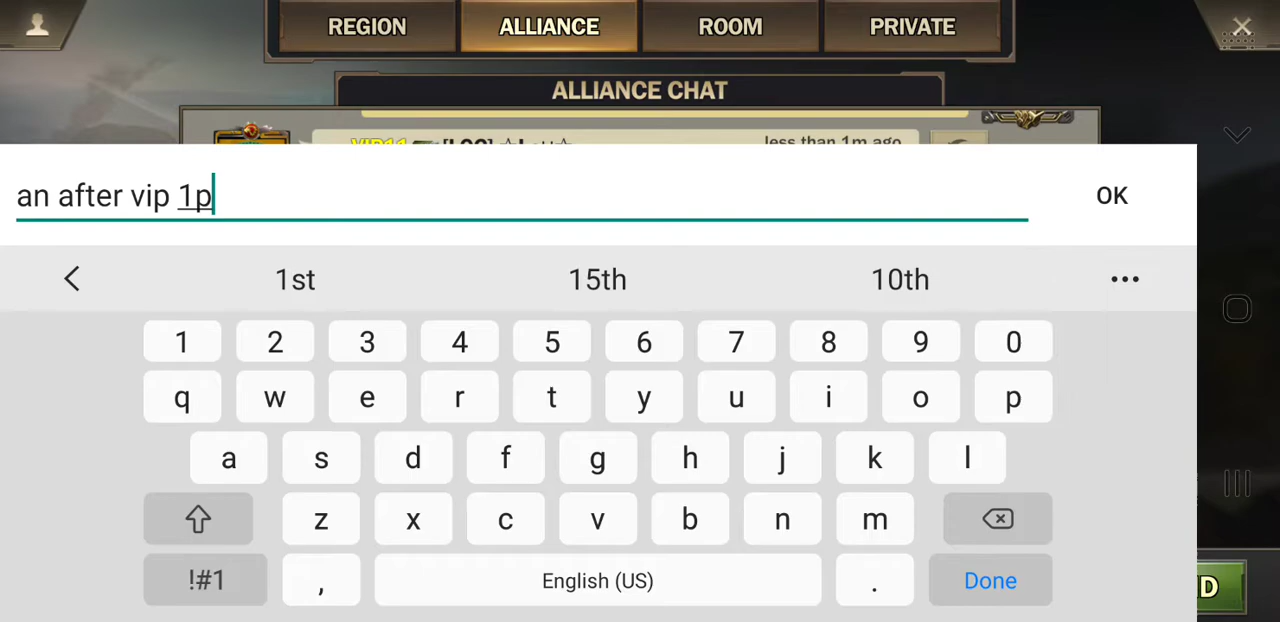 REGION
ALLIANCE
ROOM
PRIVATE
ALLIANCE CHAT
less than 1m ago
an after vip 1p
OK
1st
15th
10th
1 2 3 4 5 6 7 8 9 0
q w e r t y u i o p
a s d f g h j k l
z x c v b n m
!#1 , English (US) . Done
D